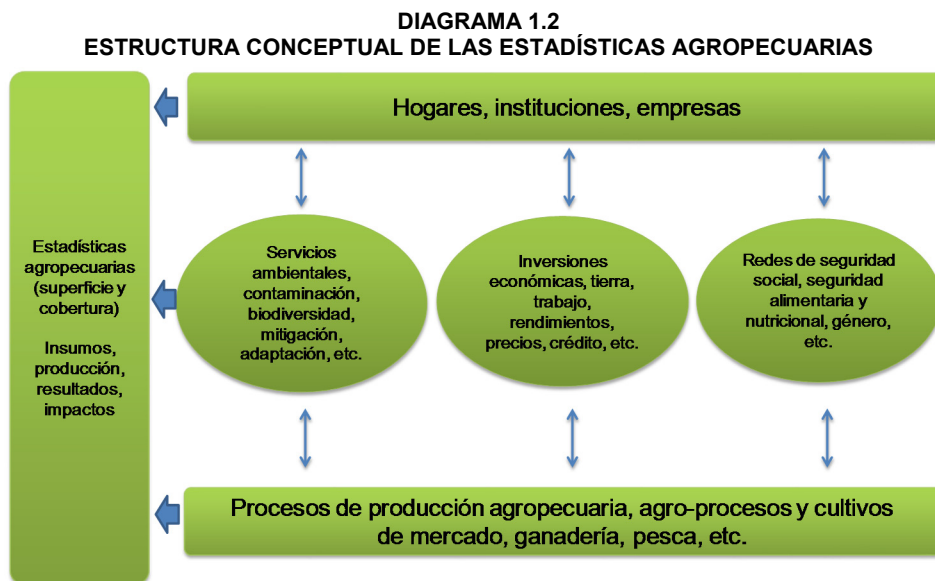 DIAGRAMA 1.2
ESTRUCTURA CONCEPTUAL DE LAS ESTADÍSTICAS AGROPECUARIAS
Hogares, instituciones, empresas
Estadísticas
agropecuarias
(superficie y
cobertura)
Insumos,
producción,
resultados,
impactos
Servicios
ambientales,
contaminación,
biodiversidad,
mitigación,
adaptación, etc.
Inversiones
económicas, tierra,
trabajo,
rendimientos,
precios, crédito, etc.
Redes de seguridad
social, seguridad
alimentaria y
nutricional, género,
etc.
Procesos de producción agropecuaria, agro-procesos y cultivos
de mercado, ganadería, pesca, etc.